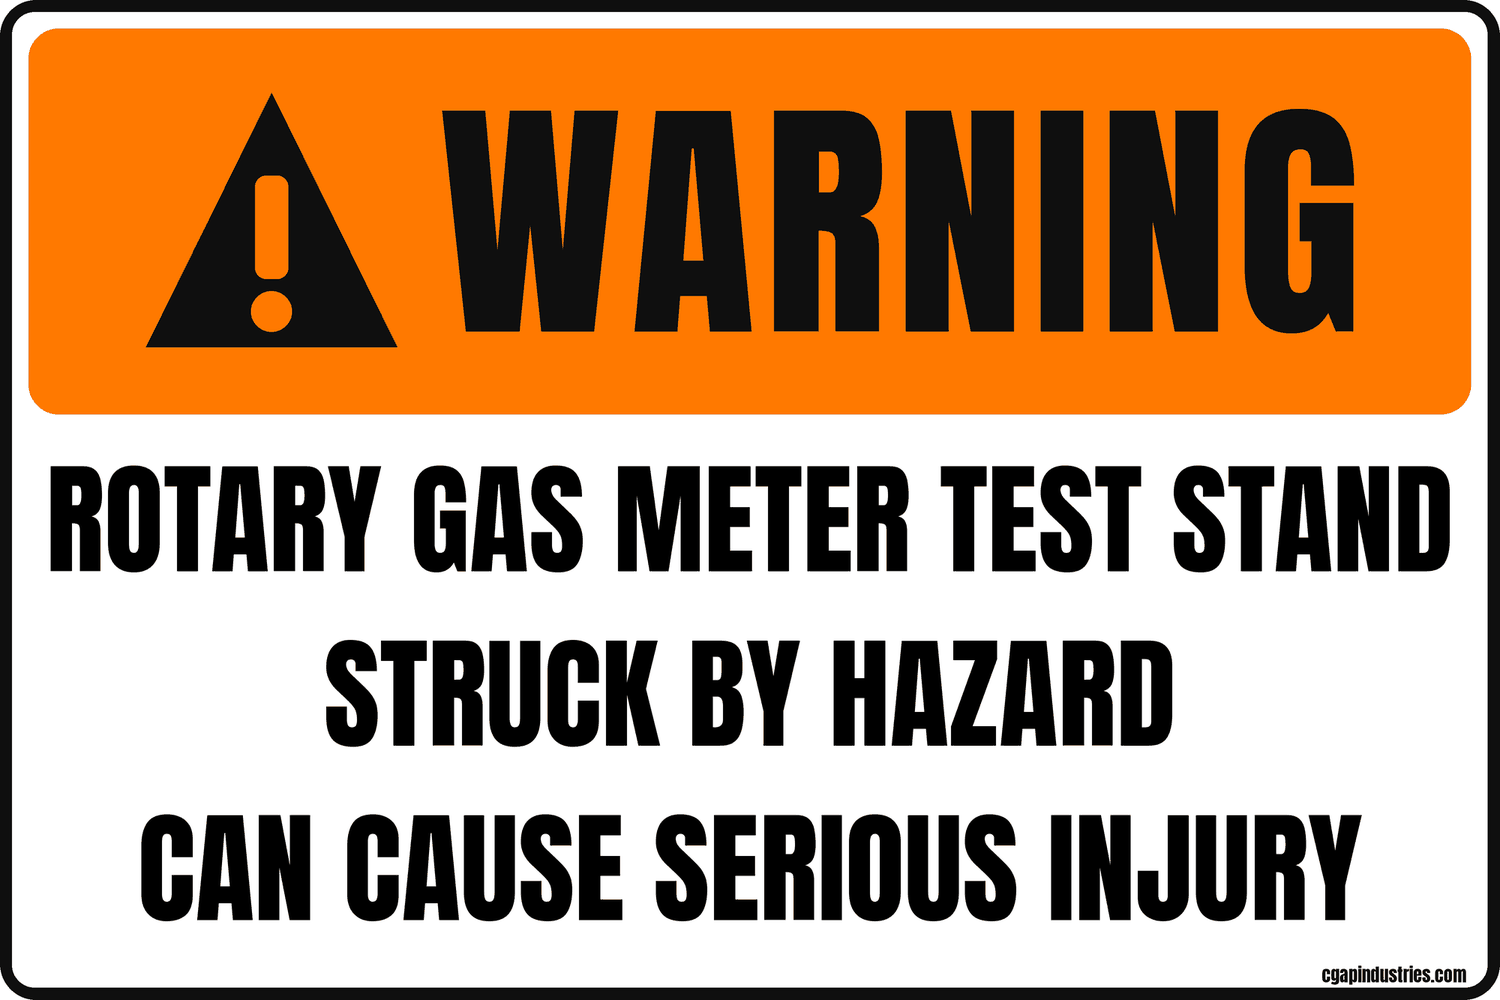 WARNING
ROTARY GAS METER TEST STAND
STRUCK BY HAZARD
CAN CAUSE SERIOUS INJURY
cgapindustries.com